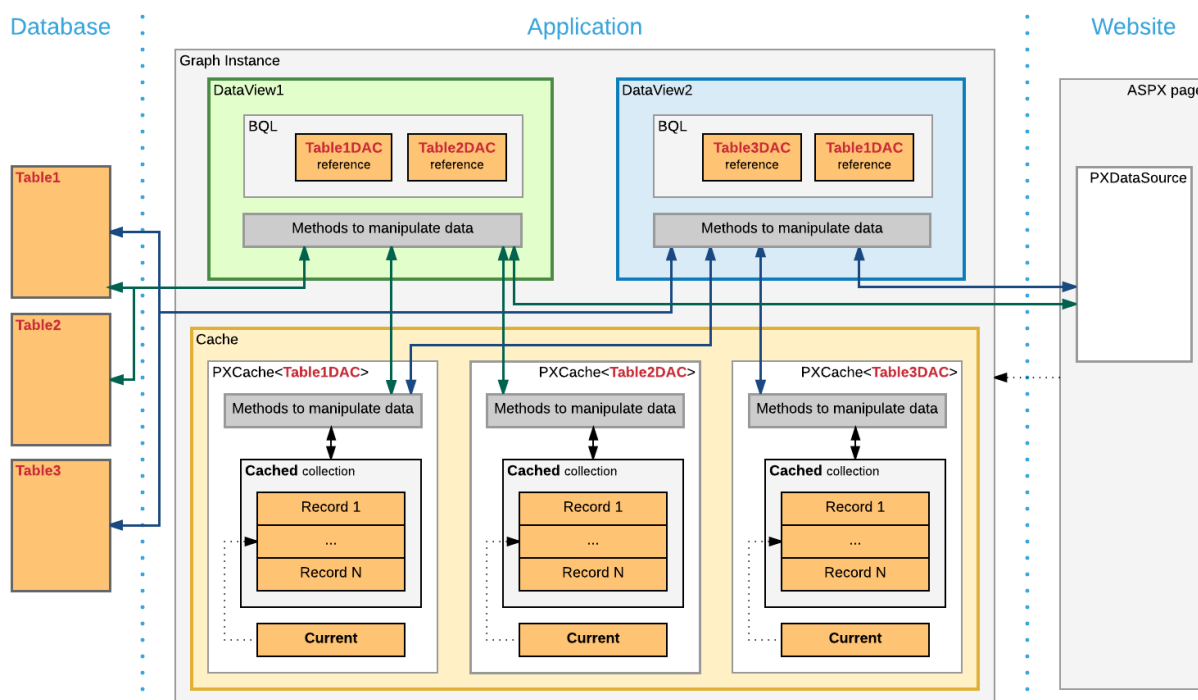 Database
Application
Website
Graph Instance
DataView1
BQL
Table1DAC
reference
Table2DAC
reference
Methods to manipulate data
DataView2
BQL
Table3DAC
reference
Table1DAC
reference
Methods to manipulate data
ASPX page
PXDataSource
Table1
Table2
Table3
Cache
PXCache<Table1DAC>
Methods to manipulate data
Cached collection
Record 1
...
Record N
Current
PXCache<Table2DAC>
Methods to manipulate data
Cached collection
Record 1
...
Record N
Current
PXCache<Table3DAC>
Methods to manipulate data
Cached collection
Record 1
...
Record N
Current